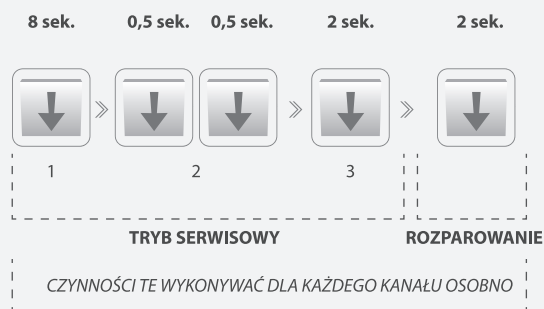 8 sek. 0,5 sek. 0,5 sek. 2 sek. 2 sek.
1 2 3
TRYB SERWISOWY ROZPAROWANIE
CZYNNOŚCI TE WYKONYWAĆ DLA KAŻDEGO KANAŁU OSOBNO